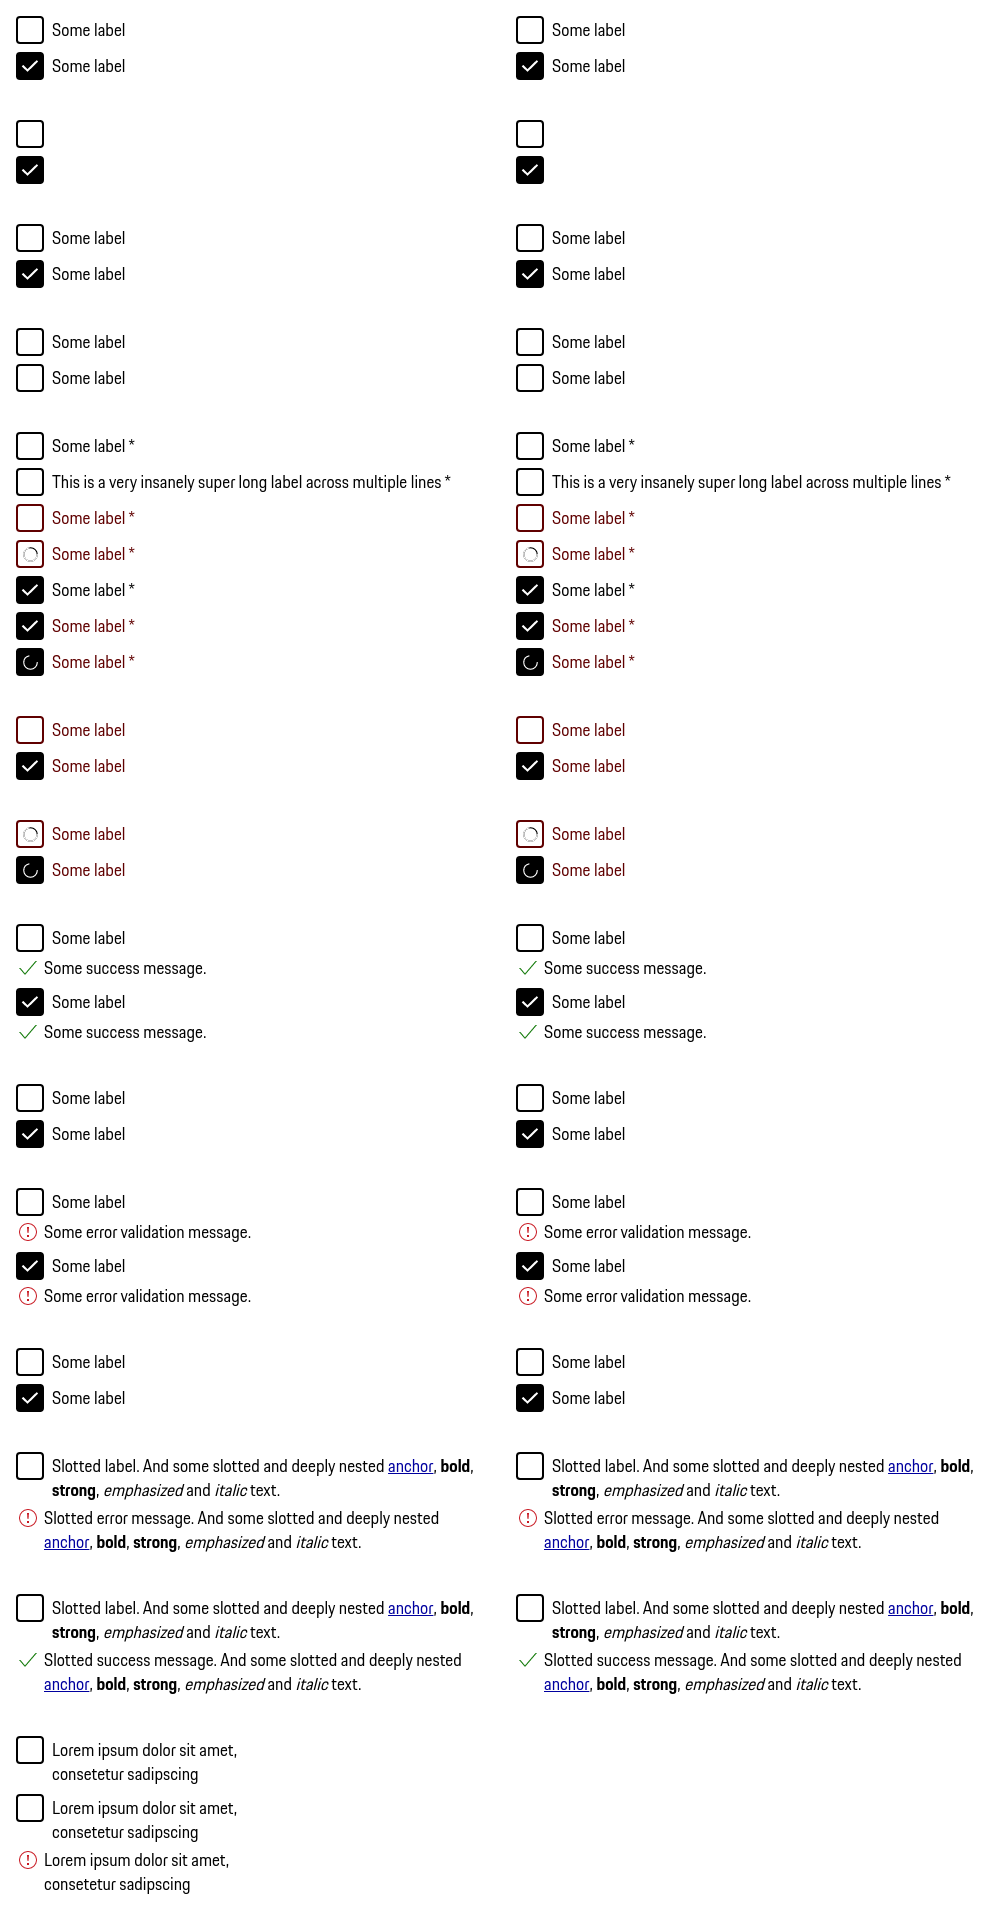 Some label
Some label
Some label
Some label
Some label
Some label
Some label *
This is a very insanely super long label across multiple lines *
Some label *
Some label *
Some label *
Some label *
Some label *
Some label
Some label
Some label
Some label
Some label
Some success message.
Some label
Some success message.
Some label
Some label
Some label
Some error validation message.
Some label
Some error validation message.
Some label
Some label
Slotted label. And some slotted and deeply nested anchor, bold,
strong, emphasized and italic text.
Slotted error message. And some slotted and deeply nested
anchor, bold, strong, emphasized and italic text.
Slotted label. And some slotted and deeply nested anchor, bold,
strong, emphasized and italic text.
Slotted success message. And some slotted and deeply nested
anchor, bold, strong, emphasized and italic text.
Lorem ipsum dolor sit amet,
consetetur sadipscing
Lorem ipsum dolor sit amet,
consetetur sadipscing
Lorem ipsum dolor sit amet,
consetetur sadipscing
Some label
Some label
Some label
Some label
Some label
Some label
Some label *
This is a very insanely super long label across multiple lines *
Some label *
Some label *
Some label *
Some label *
Some label *
Some label
Some label
Some label
Some label
Some label
Some success message.
Some label
Some success message.
Some label
Some label
Some label
Some error validation message.
Some label
Some error validation message.
Some label
Some label
Slotted label. And some slotted and deeply nested anchor, bold,
strong, emphasized and italic text.
Slotted error message. And some slotted and deeply nested
anchor, bold, strong, emphasized and italic text.
Slotted label. And some slotted and deeply nested anchor, bold,
strong, emphasized and italic text.
Slotted success message. And some slotted and deeply nested
anchor, bold, strong, emphasized and italic text.